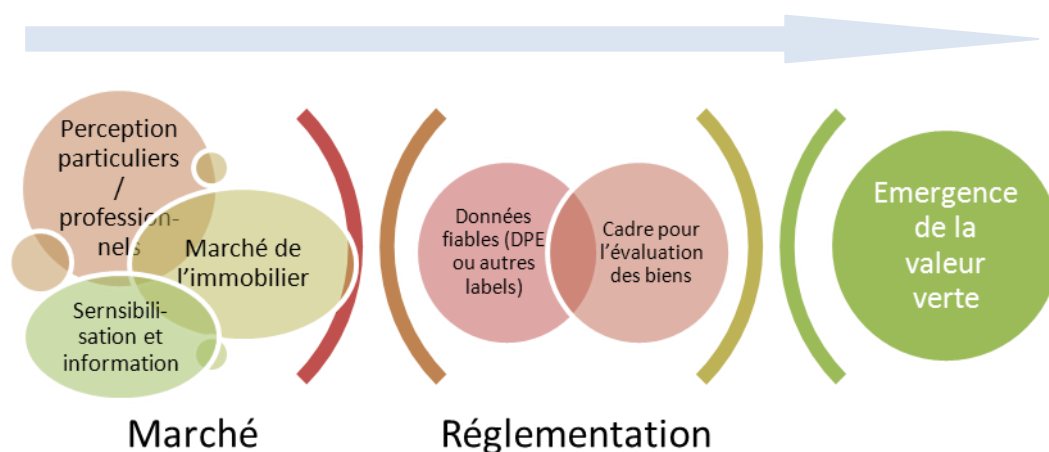 Perception
particuliers
/
profession-
nels
Marché de
l'immobilier
Sernsibili-
sation et
information
Données
fiables (DPE
ou autres
labels)
Cadre pour
l'évaluation
des biens
Emergence
de la
valeur
verte
Marché
Réglementation